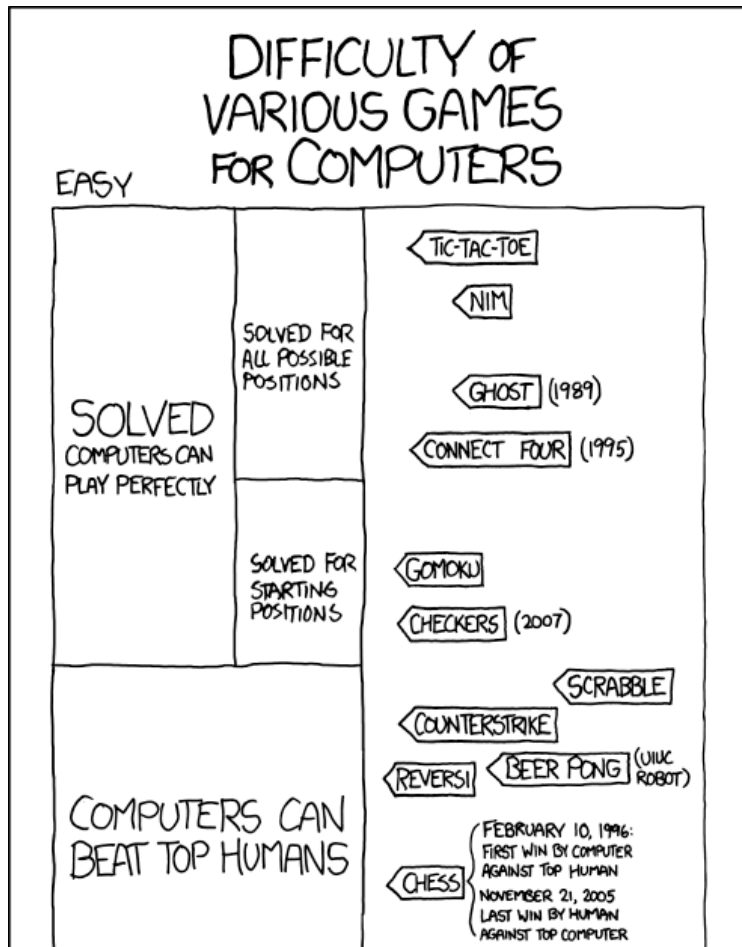 DIFFICULTY OF
VARIOUS GAMES
FOR COMPUTERS
EASY
SOLVED
COMPUTERS CAN
PLAY PERFECTLY
SOLVED FOR
ALL POSSIBLE
POSITIONS
TIC-TAC-TOE
NIM
GHOST (1989)
CONNECT FOUR (1995)
SOLVED FOR
STARTING
POSITIONS
GOMOKU
CHECKERS (2007)
COMPUTERS CAN
BEAT TOP HUMANS
SCRABBLE
COUNTERSTRIKE
REVERSI
BEER PONG (UIUC
ROBOT)
CHESS
FEBRUARY 10, 1996:
FIRST WIN BY COMPUTER
AGAINST TOP HUMAN
NOVEMBER 21, 2005
LAST WIN BY HUMAN
AGAINST TOP COMPUTER